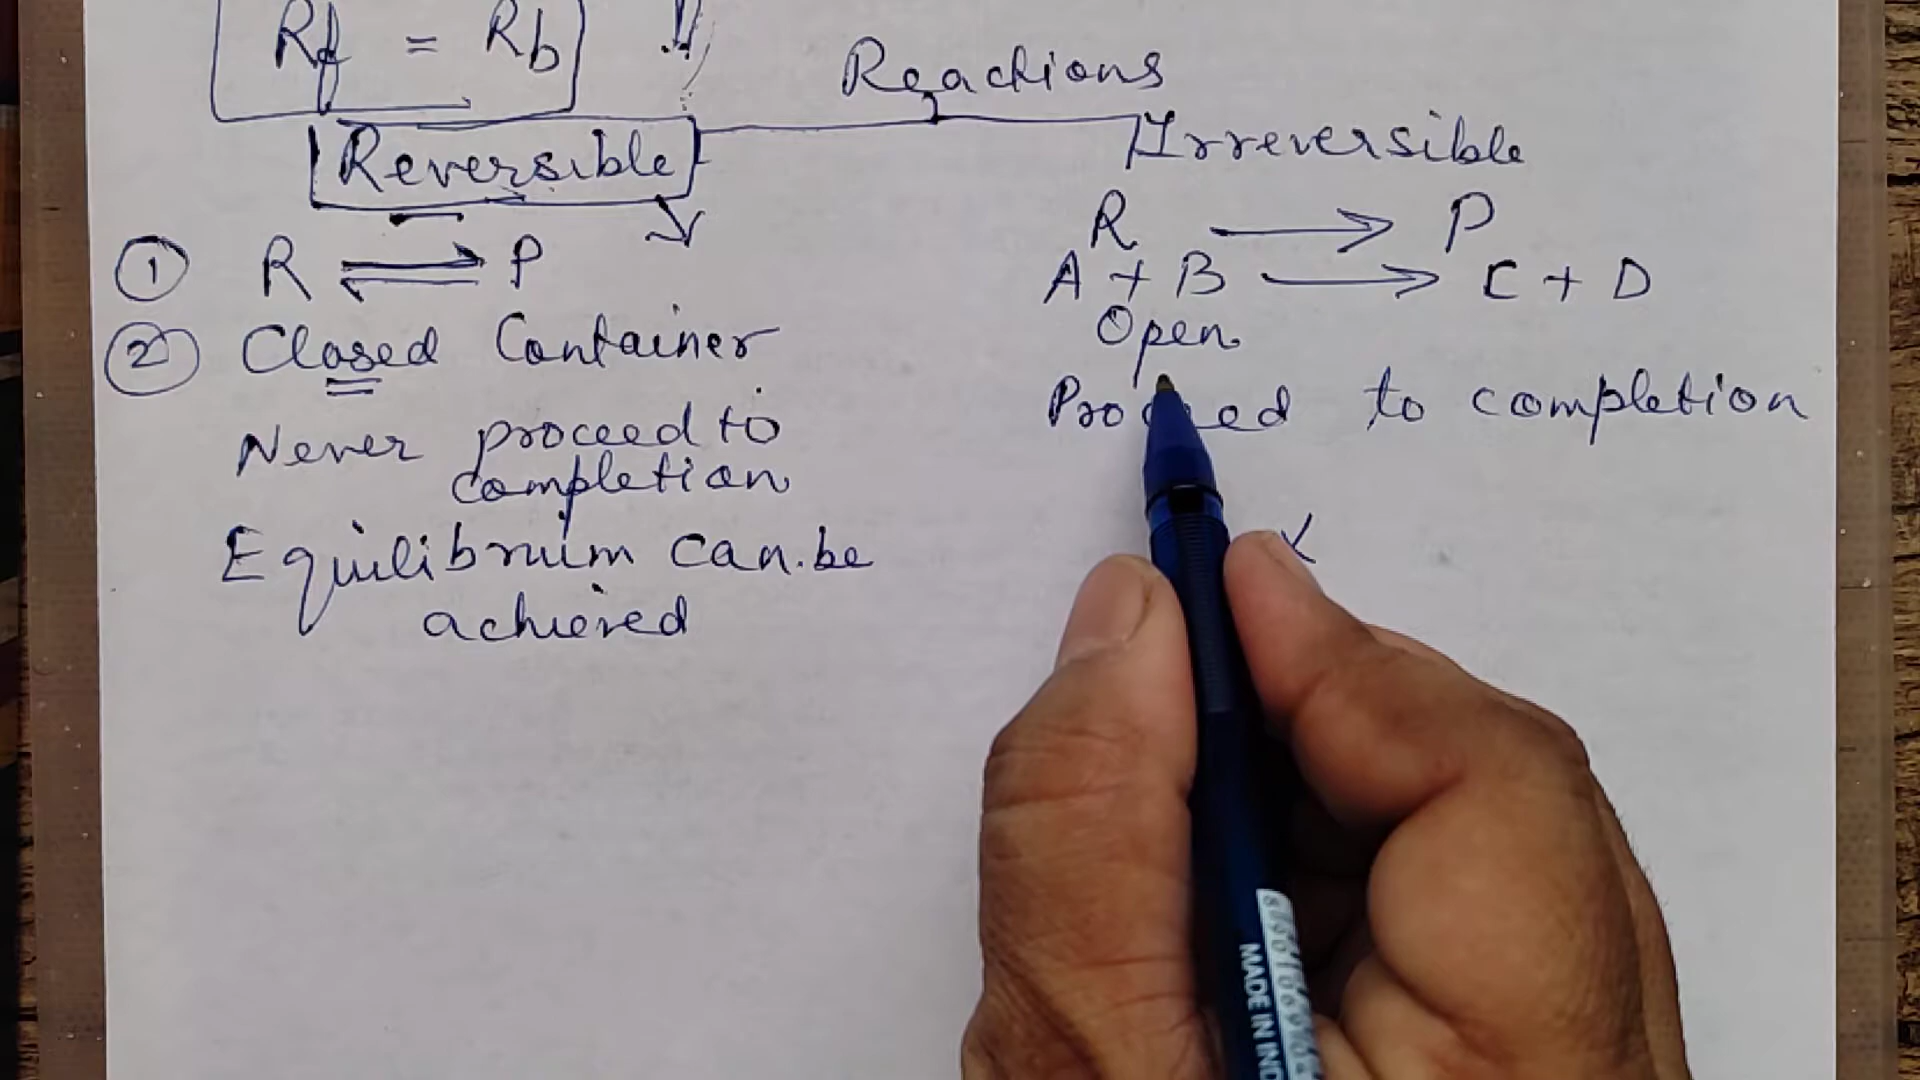 Rf = Rb !!
Reactions
Reversible
Irreversible
① R ⇌ P
R → P
A + B → C + D
② Closed Container
Open
Never proceed to
completion
Proceed to completion
Equilibrium can be
achieved
MADE IN IND